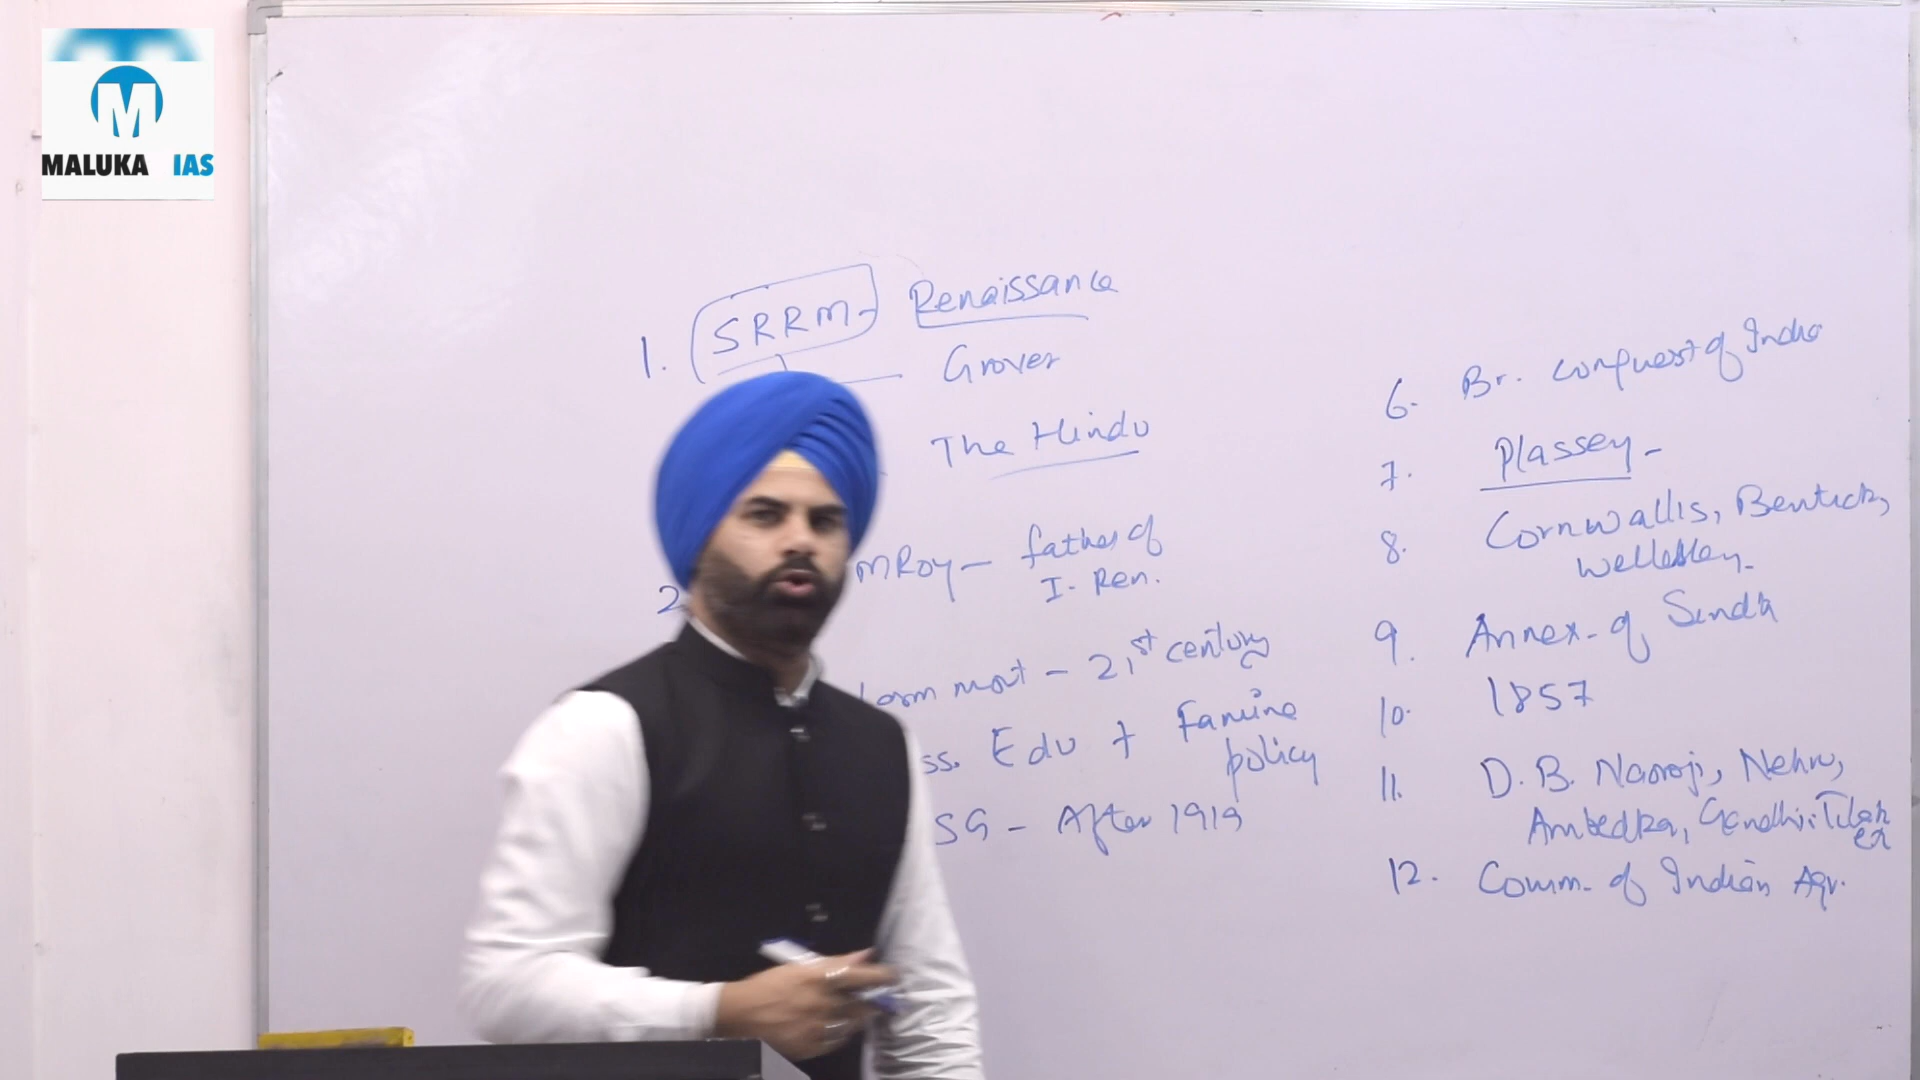 MALUKA IAS
1. SRRM - Renaissance
Grover
The Hindu
2 MRoy - father of
I. Ren.
- 21st century
ss. Edu + Famine
policy
SG - After 1919
6. Br. conquest of India
7. Plassey -
8. Cornwallis, Bentick,
Wellesley -
9. Annex. of Sindh
10. 1857
11. D. B. Naoroji, Nehru,
Ambedkar, Gandhi, Tilak
12. Comm. of Indian Agr.